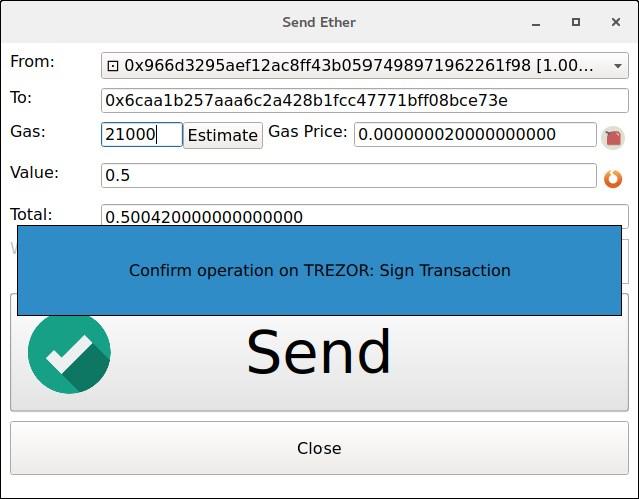 Send Ether
From: 0x966d3295aef12ac8ff43b0597498971962261f98 [1.00...
To: 0x6caa1b257aaa6c2a428b1fcc47771bff08bce73e
Gas: 21000 Estimate Gas Price: 0.000000020000000000
Value: 0.5
Total: 0.500420000000000000
Confirm operation on TREZOR: Sign Transaction
Send
Close